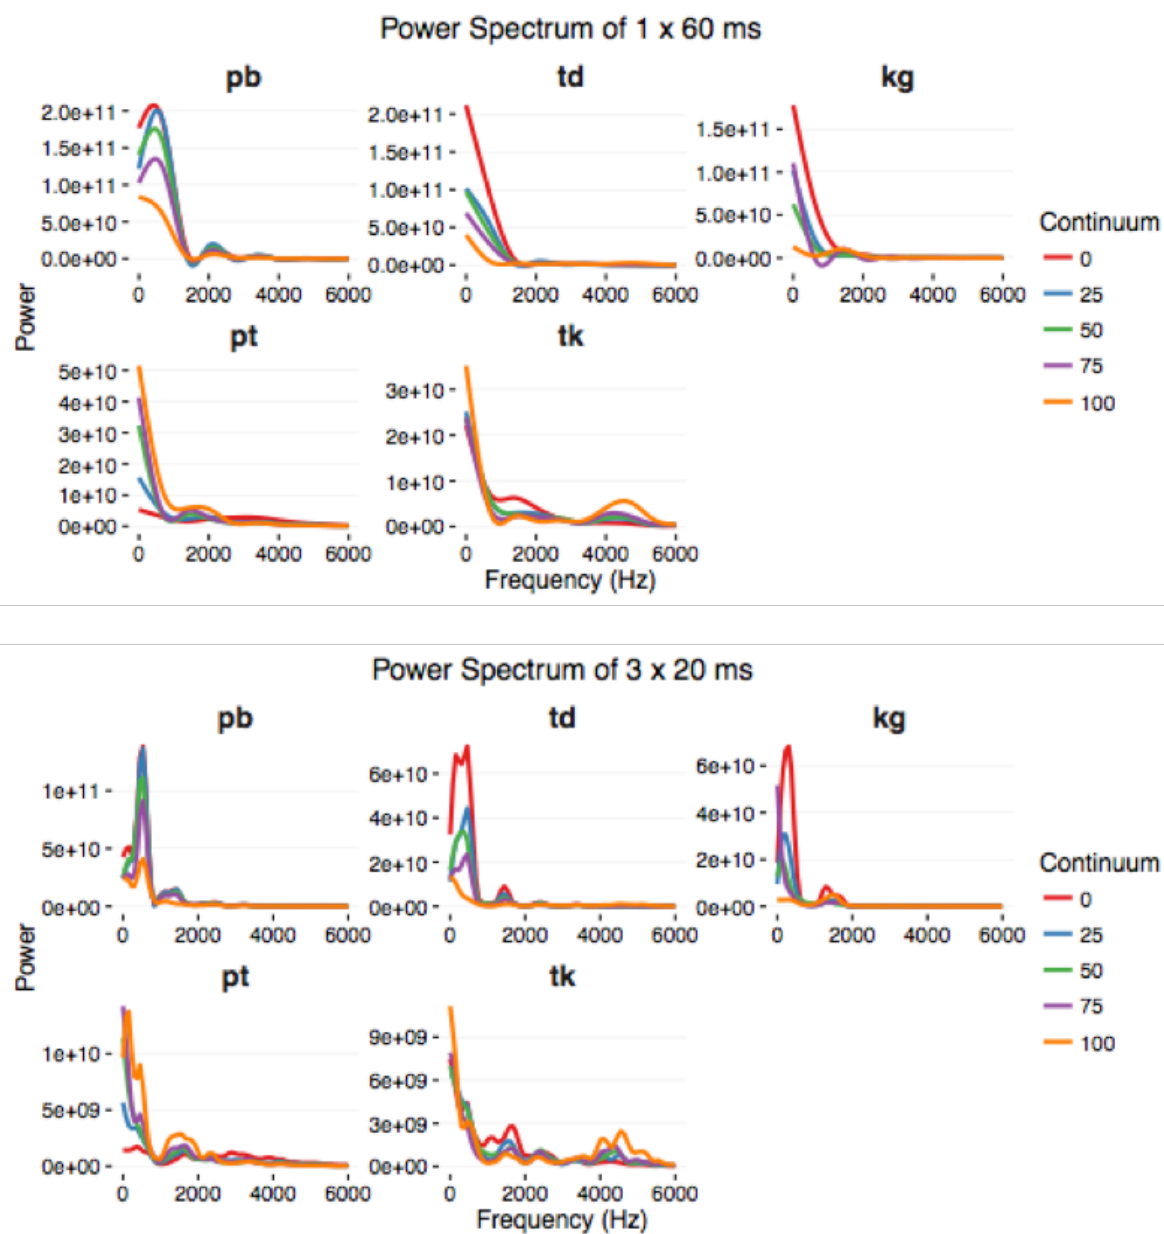 Power Spectrum of 1 x 60 ms
pb td kg
2.0e+11
1.5e+11
1.0e+11
5.0e+10
0.0e+00
0 2000 4000 6000
2.0e+11
1.5e+11
1.0e+11
5.0e+10
0.0e+00
0 2000 4000 6000
1.5e+11
1.0e+11
5.0e+10
0.0e+00
0 2000 4000 6000
Power
pt tk
5e+10
4e+10
3e+10
2e+10
1e+10
0e+00
0 2000 4000 6000
3e+10
2e+10
1e+10
0e+00
0 2000 4000 6000
Frequency (Hz)
Continuum
0
25
50
75
100
Power Spectrum of 3 x 20 ms
pb td kg
1e+11
5e+10
0e+00
0 2000 4000 6000
6e+10
4e+10
2e+10
0e+00
0 2000 4000 6000
6e+10
4e+10
2e+10
0e+00
0 2000 4000 6000
Power
pt tk
1e+10
5e+09
0e+00
0 2000 4000 6000
9e+09
6e+09
3e+09
0e+00
0 2000 4000 6000
Frequency (Hz)
Continuum
0
25
50
75
100